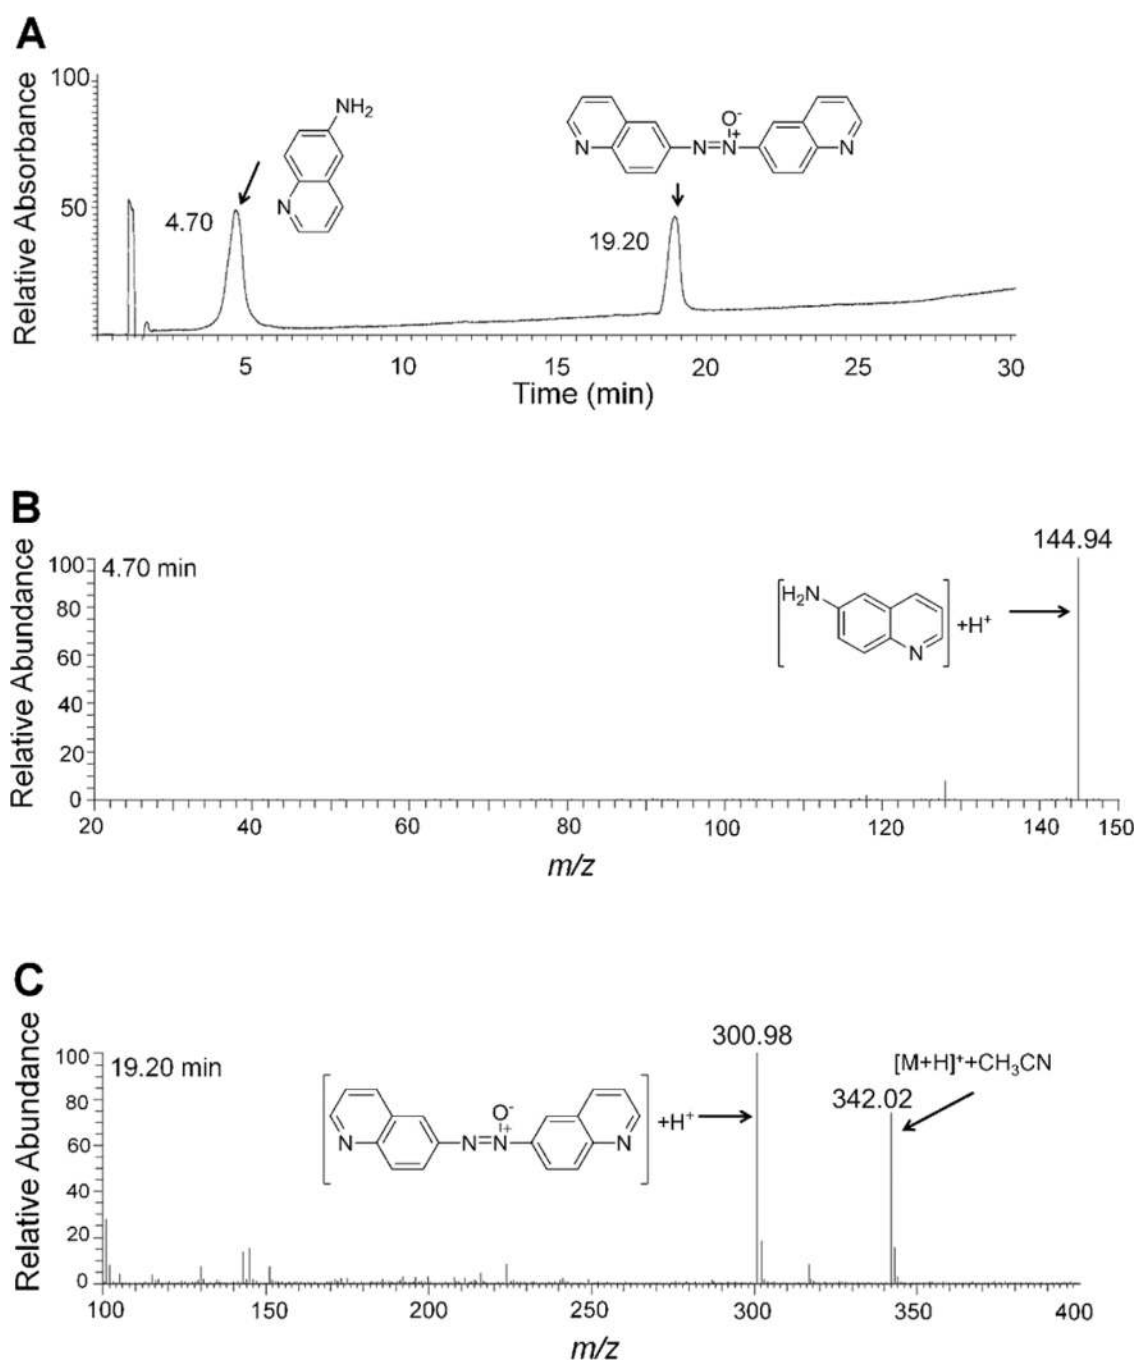 A
Relative Absorbance
100
50
4.70
NH₂
N
N
N=N
O⁻
+
N
19.20
5 10 15 20 25 30
Time (min)
B
Relative Abundance
100
80
60
40
20
0
4.70 min
144.94
H₂N
N
+H⁺
20 40 60 80 100 120 140 150
m/z
C
Relative Abundance
100
80
60
40
20
0
19.20 min
300.98
[M+H]⁺+CH₃CN
342.02
N
N=N
O⁻
+
N
+H⁺
100 150 200 250 300 350 400
m/z